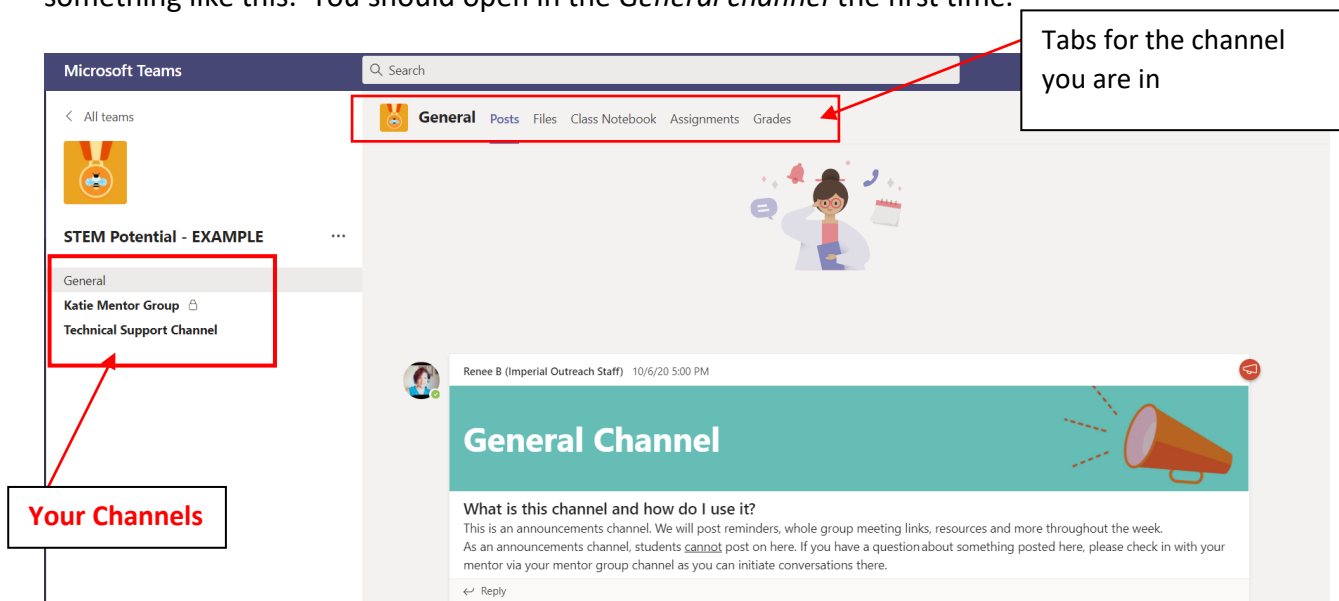 something like this. You should open in the General channel the first time.
Tabs for the channel
you are in
Microsoft Teams
Search
All teams
General Posts Files Class Notebook Assignments Grades
STEM Potential - EXAMPLE
General
Katie Mentor Group
Technical Support Channel
Your Channels
Renee B (Imperial Outreach Staff) 10/6/20 5:00 PM
General Channel
What is this channel and how do I use it?
This is an announcements channel. We will post reminders, whole group meeting links, resources and more throughout the week.
As an announcements channel, students cannot post on here. If you have a question about something posted here, please check in with your
mentor via your mentor group channel as you can initiate conversations there.
Reply